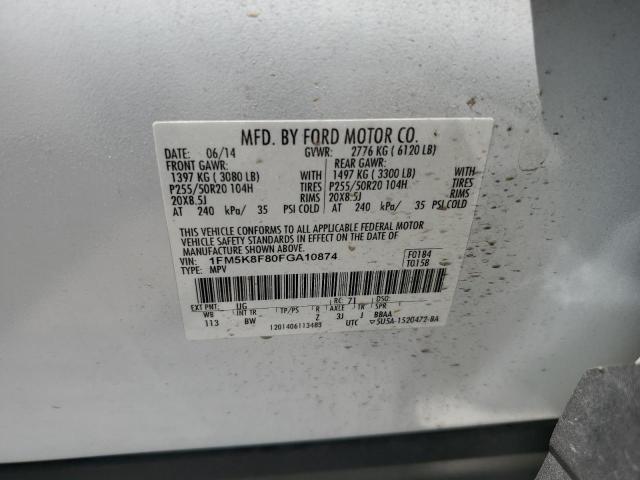 MFD. BY FORD MOTOR CO.
DATE: 06/14 GVWR: 2776 KG ( 6120 LB)
FRONT GAWR: REAR GAWR:
1397 KG ( 3080 LB) WITH 1497 KG ( 3300 LB) WITH
P255/50R20 104H TIRES P255/50R20 104H TIRES
20X8.5J RIMS 20X8.5J RIMS
AT 240 kPa/ 35 PSI COLD AT 240 kPa/ 35 PSI COLD
THIS VEHICLE CONFORMS TO ALL APPLICABLE FEDERAL MOTOR
VEHICLE SAFETY STANDARDS IN EFFECT ON THE DATE OF
MANUFACTURE SHOWN ABOVE.
VIN: 1FM5K8F80FGA10874 F0184
TYPE: MPV T0158
EXT PNT: UG RC: 71 DSO:
WB INT TR TP/PS R AXLE TR SPR
113 BW Z 3J J BBAA
1201406113483 UTC ▽5USA-1520472-BA